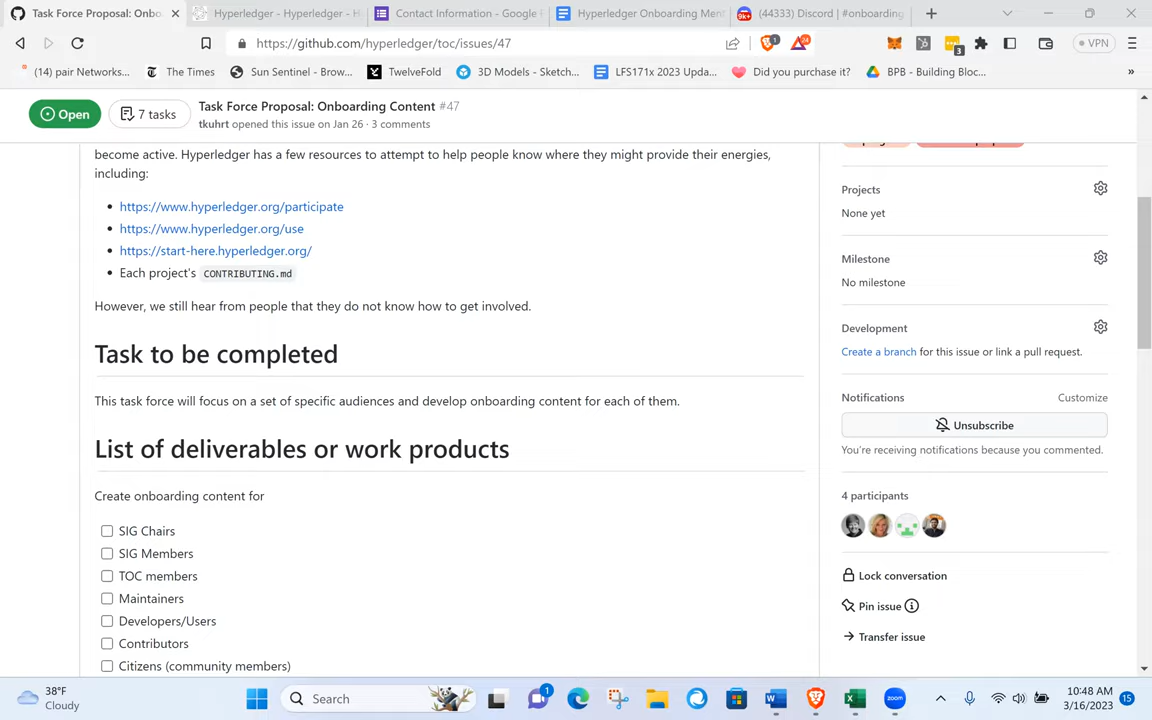 Task Force Proposal: Onbo
Hyperledger - Hyperledger - H
Contact Information - Google F
Hyperledger Onboarding Ment
(44333) Discord | #onboarding
https://github.com/hyperledger/toc/issues/47
1
24
3
VPN
(14) pair Networks...
The Times
Sun Sentinel - Brow...
TwelveFold
3D Models - Sketch...
LFS171x 2023 Upda...
Did you purchase it?
BPB - Building Bloc...
»
Open
7 tasks
Task Force Proposal: Onboarding Content #47
tkuhrt opened this issue on Jan 26 · 3 comments
become active. Hyperledger has a few resources to attempt to help people know where they might provide their energies,
including:
https://www.hyperledger.org/participate
https://www.hyperledger.org/use
https://start-here.hyperledger.org/
Each project's CONTRIBUTING.md
However, we still hear from people that they do not know how to get involved.
Task to be completed
This task force will focus on a set of specific audiences and develop onboarding content for each of them.
List of deliverables or work products
Create onboarding content for
SIG Chairs
SIG Members
TOC members
Maintainers
Developers/Users
Contributors
Citizens (community members)
Projects
None yet
Milestone
No milestone
Development
Create a branch for this issue or link a pull request.
Notifications
Customize
Unsubscribe
You're receiving notifications because you commented.
4 participants
Lock conversation
Pin issue
Transfer issue
38°F
Cloudy
Search
1
zoom
10:48 AM
3/16/2023
15